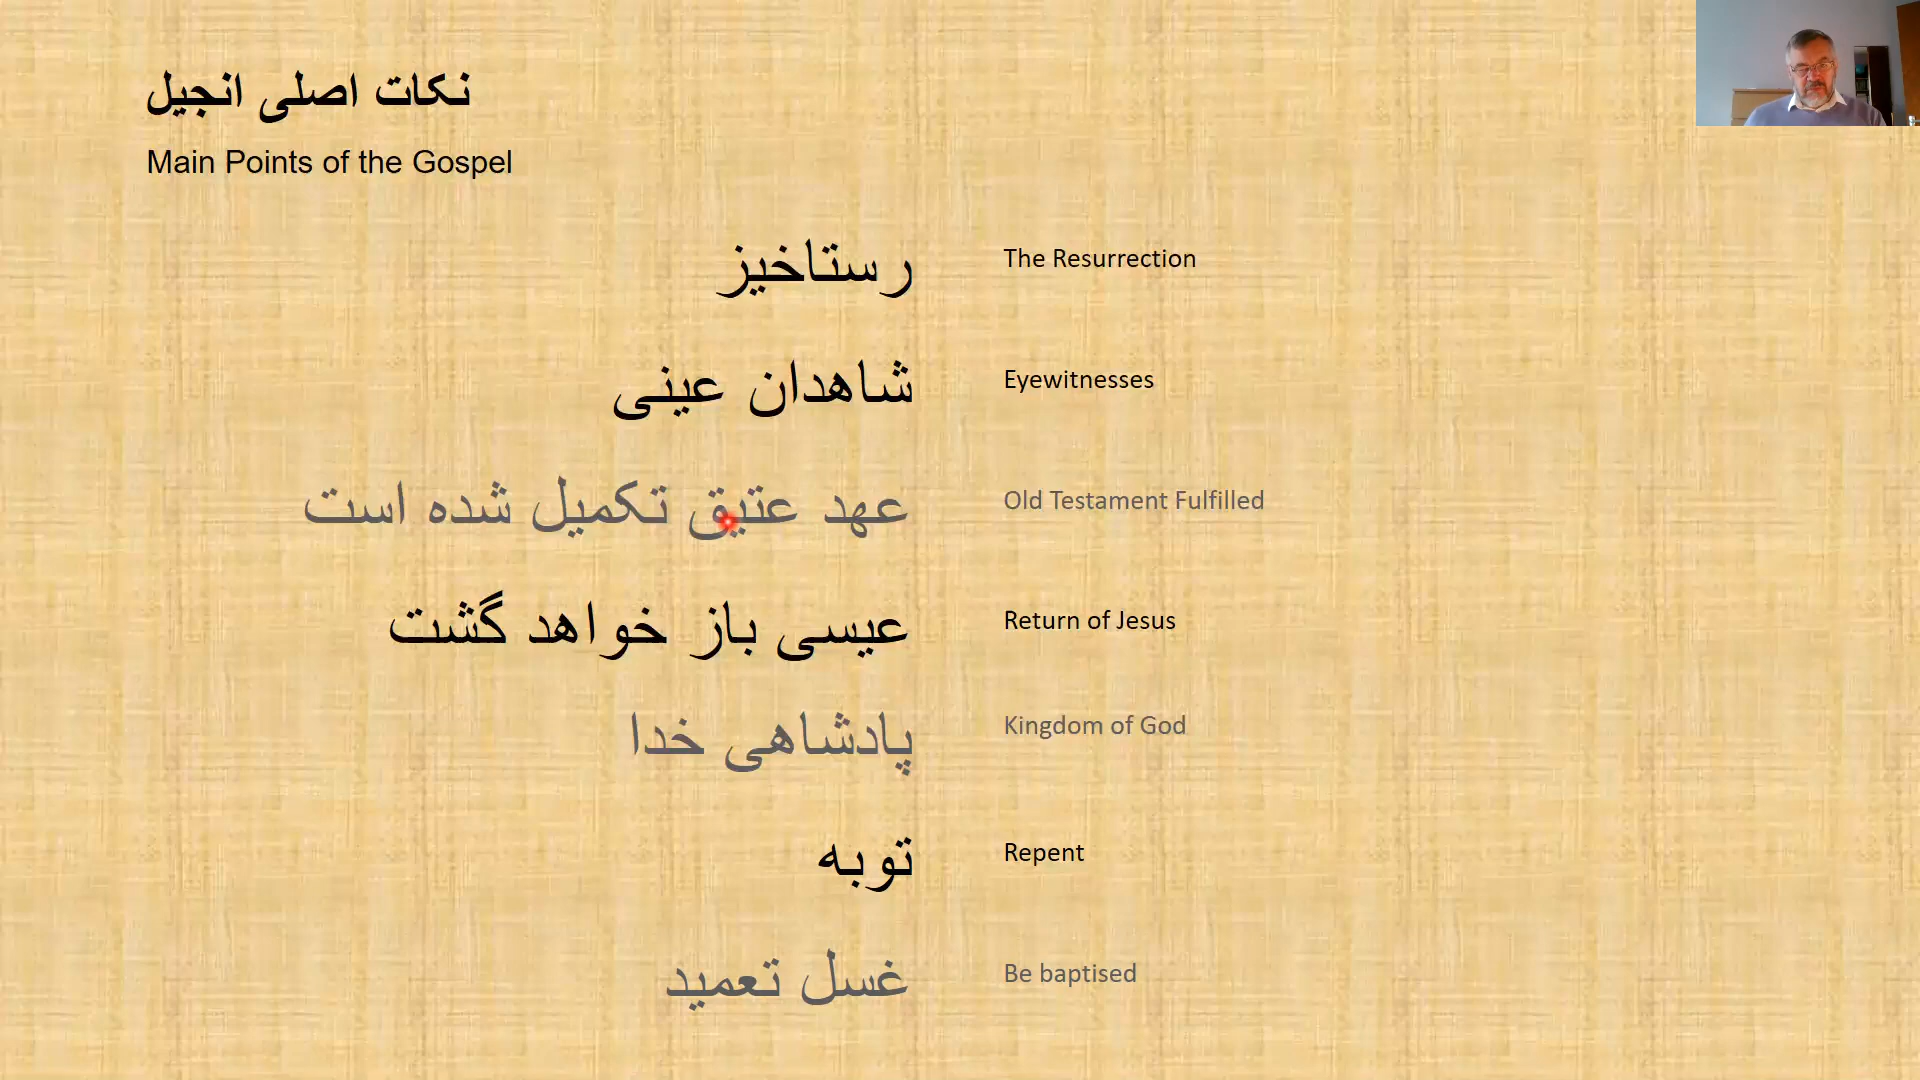 نکات اصلی انجیل
Main Points of the Gospel
رستاخیز
The Resurrection
شاهدان عینی
Eyewitnesses
عهد عتیق تکمیل شده است
Old Testament Fulfilled
عیسی باز خواهد گشت
Return of Jesus
پادشاهی خدا
Kingdom of God
توبه
Repent
غسل تعمید
Be baptised